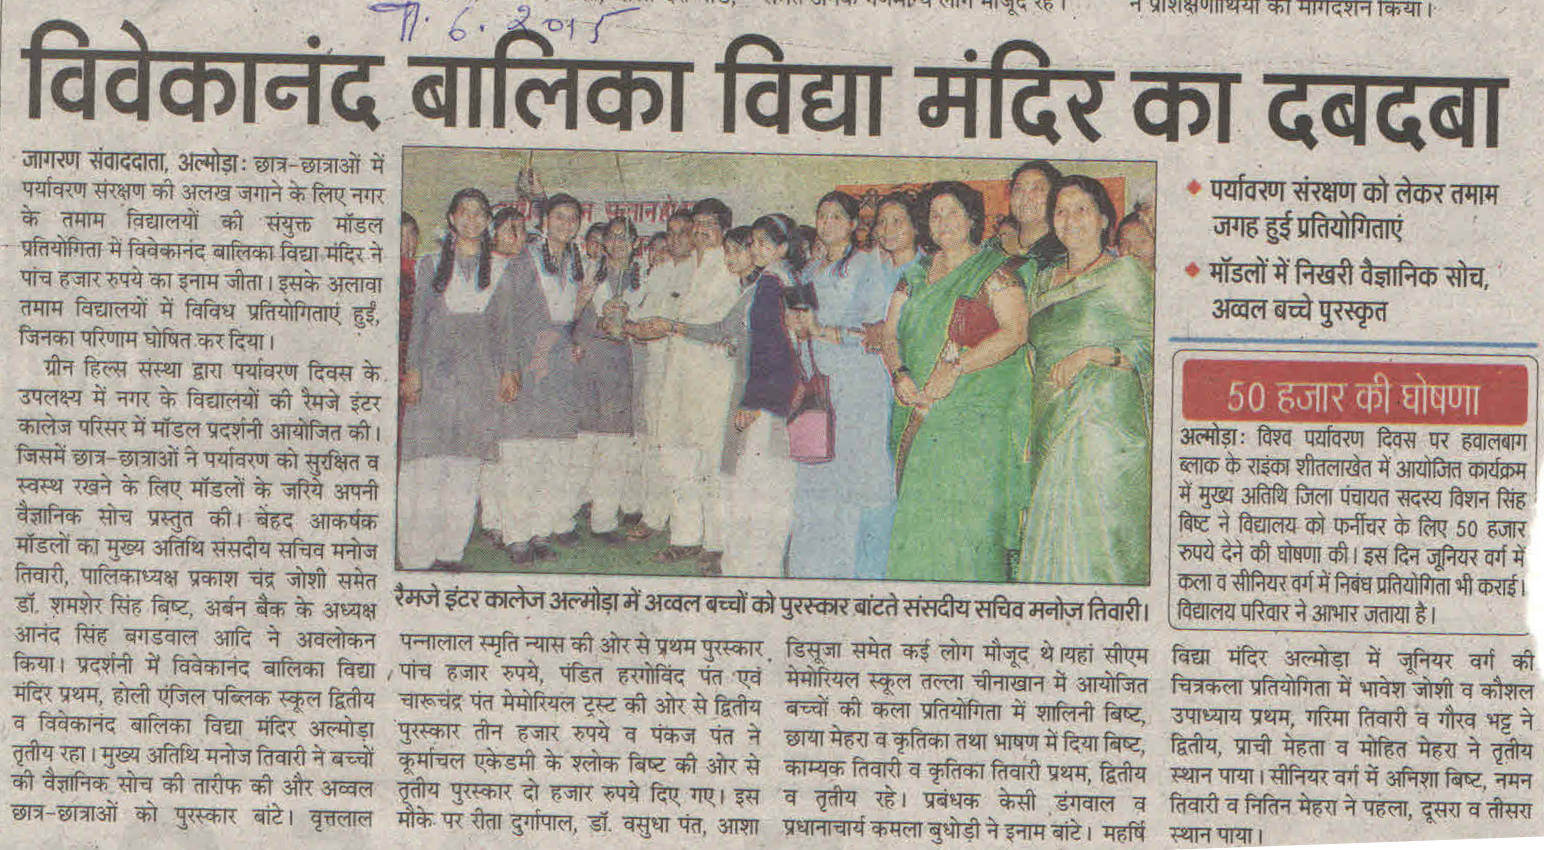 न प्रशिक्षणार्थियों का मार्गदर्शन किया।
6.2015
विवेकानंद बालिका विद्या मंदिर का दबदबा
जागरण संवाददाता, अल्मोड़ा: छात्र-छात्राओं में
पर्यावरण संरक्षण की अलख जगाने के लिए नगर
के तमाम विद्यालयों की संयुक्त मॉडल
प्रतियोगिता में विवेकानंद बालिका विद्या मंदिर ने
पांच हजार रुपये का इनाम जीता। इसके अलावा
तमाम विद्यालयों में विविध प्रतियोगिताएं हुईं,
जिनका परिणाम घोषित कर दिया।
ग्रीन हिल्स संस्था द्वारा पर्यावरण दिवस के
उपलक्ष्य में नगर के विद्यालयों की रैमजे इंटर
कालेज परिसर में मॉडल प्रदर्शनी आयोजित की।
जिसमें छात्र-छात्राओं ने पर्यावरण को सुरक्षित व
स्वस्थ रखने के लिए मॉडलों के जरिये अपनी
वैज्ञानिक सोच प्रस्तुत की। बेहद आकर्षक
मॉडलों का मुख्य अतिथि संसदीय सचिव मनोज
तिवारी, पालिकाध्यक्ष प्रकाश चंद्र जोशी समेत
डॉ. शमशेर सिंह बिष्ट, अर्बन बैंक के अध्यक्ष
आनंद सिंह बगडवाल आदि ने अवलोकन
किया। प्रदर्शनी में विवेकानंद बालिका विद्या
मंदिर प्रथम, होली एंजिल पब्लिक स्कूल द्वितीय
व विवेकानंद बालिका विद्या मंदिर अल्मोड़ा
तृतीय रहा। मुख्य अतिथि मनोज तिवारी ने बच्चों
की वैज्ञानिक सोच की तारीफ की और अव्वल
छात्र-छात्राओं को पुरस्कार बांटे। वृत्तलाल
रैमजे इंटर कालेज अल्मोड़ा में अव्वल बच्चों को पुरस्कार बांटते संसदीय सचिव मनोज तिवारी।
पन्नालाल स्मृति न्यास की ओर से प्रथम पुरस्कार
पांच हजार रुपये, पंडित हरगोविंद पंत एवं
चारूचंद्र पंत मेमोरियल ट्रस्ट की ओर से द्वितीय
पुरस्कार तीन हजार रुपये व पंकज पंत ने
कूर्माचल एकेडमी के श्लोक बिष्ट की ओर से
तृतीय पुरस्कार दो हजार रुपये दिए गए। इस
मौके पर रीता दुर्गापाल, डॉ. वसुधा पंत, आशा
डिसूजा समेत कई लोग मौजूद थे।यहां सीएम
मेमोरियल स्कूल तल्ला चीनाखान में आयोजित
बच्चों की कला प्रतियोगिता में शालिनी बिष्ट,
छाया मेहरा व कृतिका तथा भाषण में दिया बिष्ट,
काम्यक तिवारी व कृतिका तिवारी प्रथम, द्वितीय
व तृतीय रहे। प्रबंधक केसी डंगवाल व
प्रधानाचार्य कमला बुधोड़ी ने इनाम बांटे। महर्षि
विद्या मंदिर अल्मोड़ा में जूनियर वर्ग की
चित्रकला प्रतियोगिता में भावेश जोशी व कौशल
उपाध्याय प्रथम, गरिमा तिवारी व गौरव भट्ट ने
द्वितीय, प्राची मेहता व मोहित मेहरा ने तृतीय
स्थान पाया। सीनियर वर्ग में अनिशा बिष्ट, नमन
तिवारी व नितिन मेहरा ने पहला, दूसरा व तीसरा
स्थान पाया।
पर्यावरण संरक्षण को लेकर तमाम
जगह हुई प्रतियोगिताएं
मॉडलों में निखरी वैज्ञानिक सोच,
अव्वल बच्चे पुरस्कृत
50 हजार की घोषणा
अल्मोड़ा: विश्व पर्यावरण दिवस पर हवालबाग
ब्लाक के राइंका शीतलाखेत में आयोजित कार्यक्रम
में मुख्य अतिथि जिला पंचायत सदस्य विशन सिंह
बिष्ट ने विद्यालय को फर्नीचर के लिए 50 हजार
रुपये देने की घोषणा की। इस दिन जूनियर वर्ग में
कला व सीनियर वर्ग में निबंध प्रतियोगिता भी कराई।
विद्यालय परिवार ने आभार जताया है।